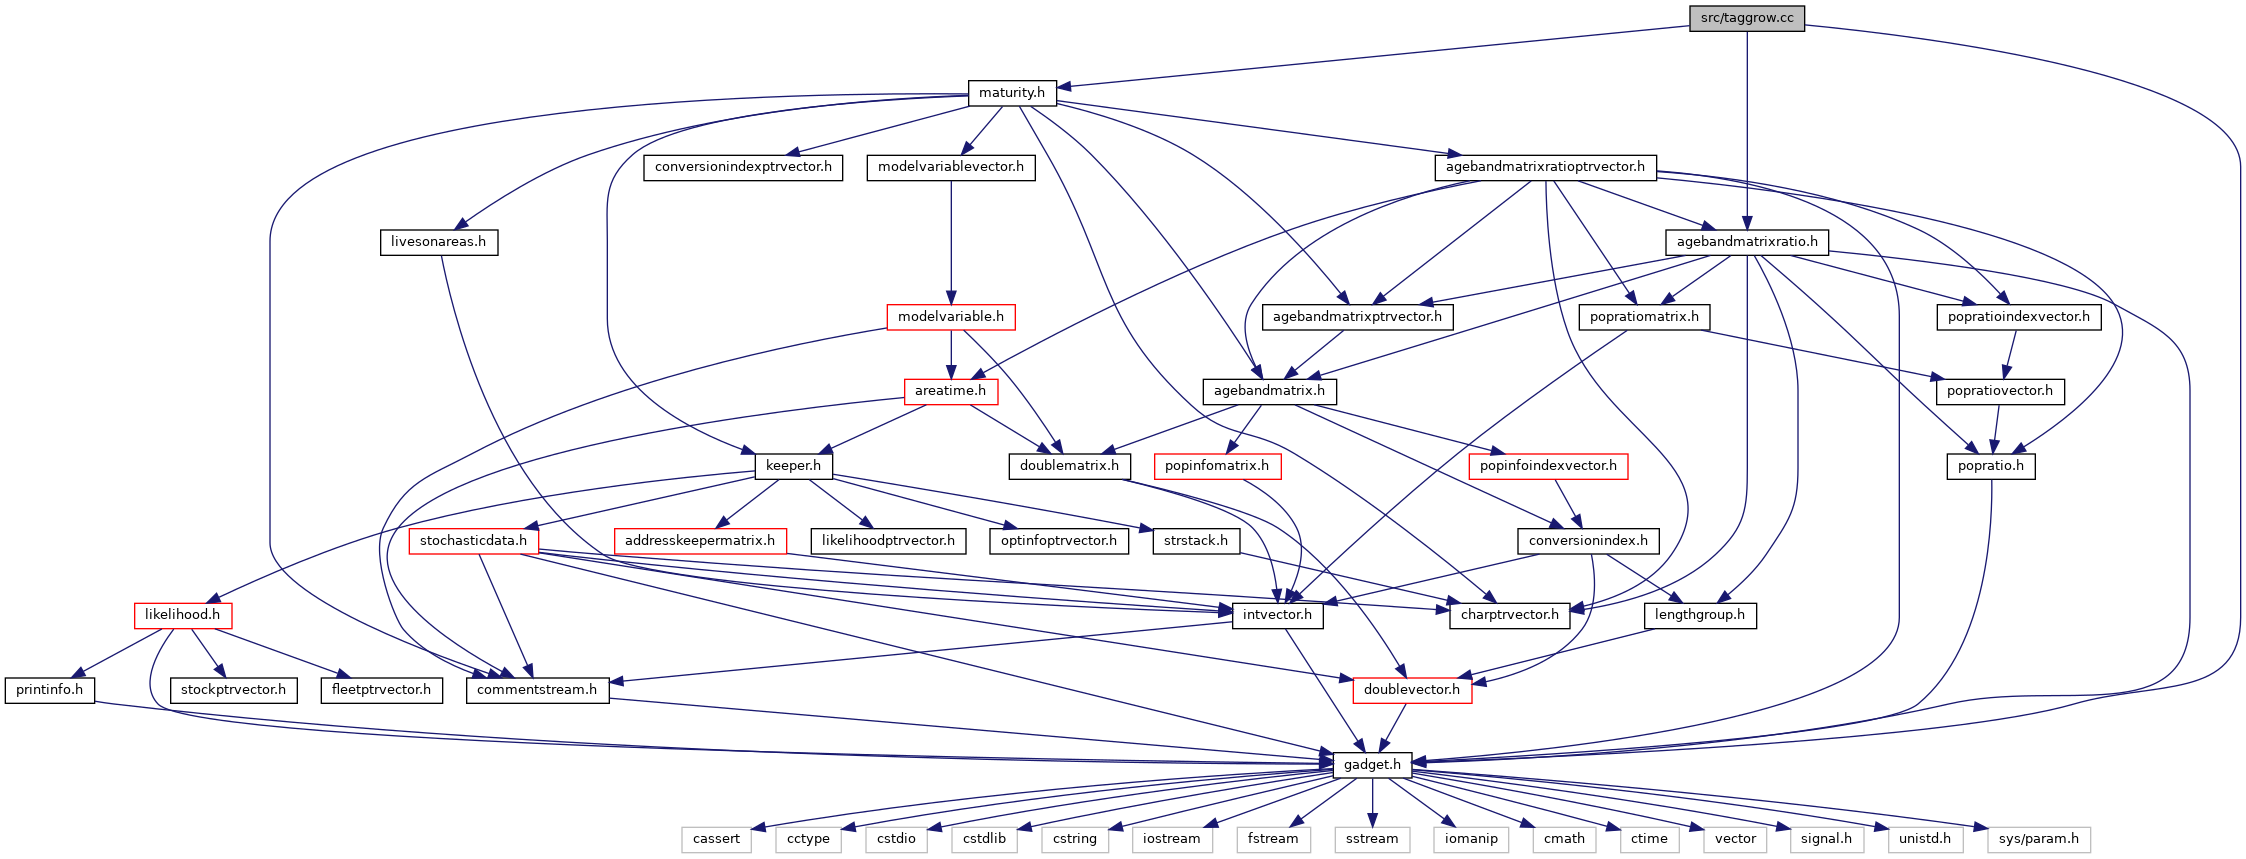 src/taggrow.cc
maturity.h
conversionindexptrvector.h
modelvariablevector.h
agebandmatrixratioptrvector.h
livesonareas.h
agebandmatrixratio.h
modelvariable.h
agebandmatrixptrvector.h
popratiomatrix.h
popratioindexvector.h
areatime.h
agebandmatrix.h
popratiovector.h
keeper.h
doublematrix.h
popinfomatrix.h
popinfoindexvector.h
popratio.h
stochasticdata.h
addresskeepermatrix.h
likelihoodptrvector.h
optinfoptrvector.h
strstack.h
conversionindex.h
likelihood.h
intvector.h
charptrvector.h
lengthgroup.h
printinfo.h
stockptrvector.h
fleetptrvector.h
commentstream.h
doublevector.h
gadget.h
cassert
cctype
cstdio
cstdlib
cstring
iostream
fstream
sstream
iomanip
cmath
ctime
vector
signal.h
unistd.h
sys/param.h